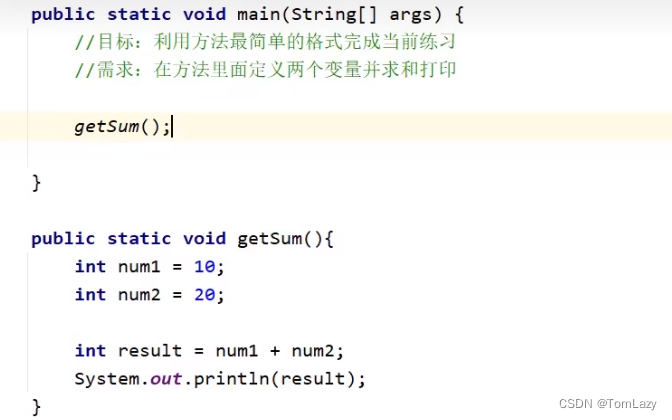 public static void main(String[] args) {
//目标：利用方法最简单的格式完成当前练习
//需求：在方法里面定义两个变量并求和打印
getSum();
}
public static void getSum(){
int num1 = 10;
int num2 = 20;
int result = num1 + num2;
System.out.println(result);
}
CSDN @TomLazy